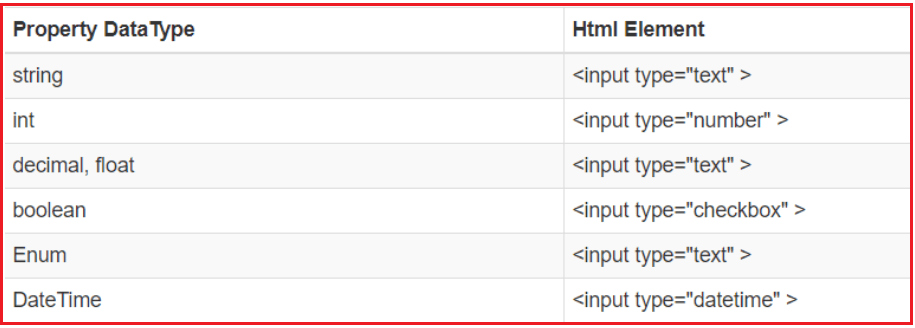 Property DataType Html Element
string <input type="text" >
int <input type="number" >
decimal, float <input type="text" >
boolean <input type="checkbox" >
Enum <input type="text" >
DateTime <input type="datetime" >